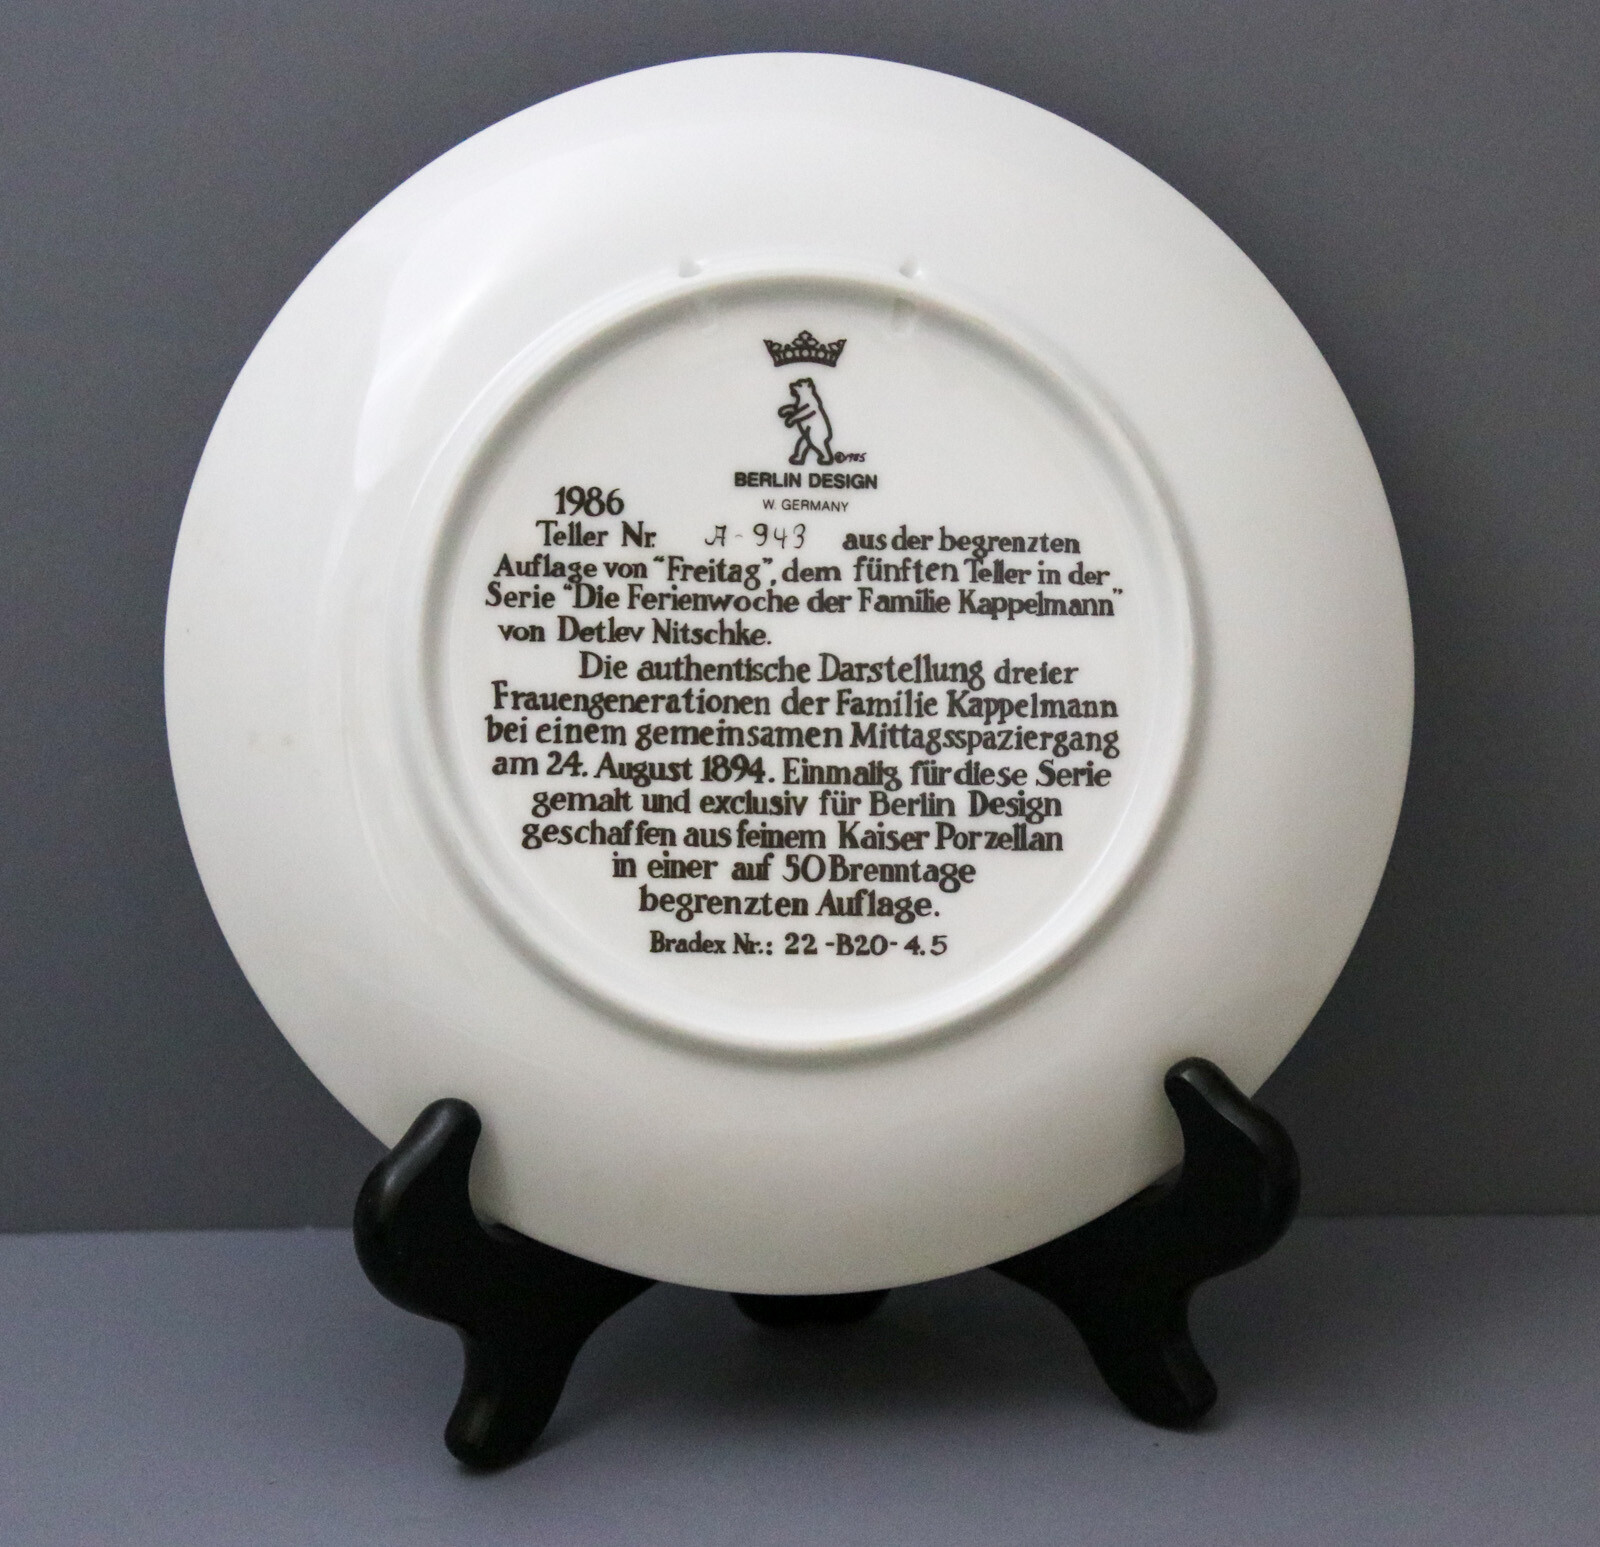 ©1985
BERLIN DESIGN
W. GERMANY
1986
Teller Nr. A-943 aus der begrenzten
Auflage von "Freitag", dem fünften Teller in der
Serie "Die Ferienwoche der Familie Kappelmann"
von Detlev Nitschke.
Die authentische Darstellung dreier
Frauengenerationen der Familie Kappelmann
bei einem gemeinsamen Mittagsspaziergang
am 24. August 1894. Einmalig für diese Serie
gemalt und exclusiv für Berlin Design
geschaffen aus feinem Kaiser Porzellan
in einer auf 50 Brenntage
begrenzten Auflage.
Bradex Nr.: 22-B20-4.5